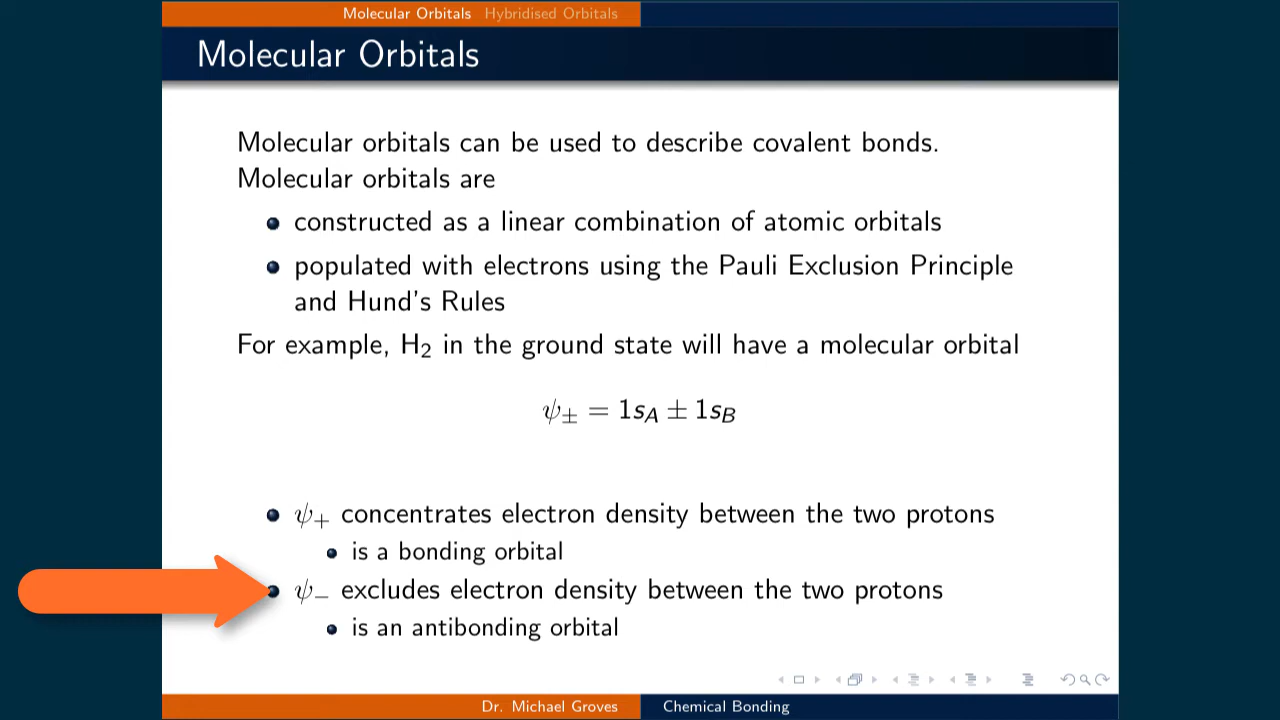 Molecular Orbitals Hybridised Orbitals
Molecular Orbitals
Molecular orbitals can be used to describe covalent bonds.
Molecular orbitals are
constructed as a linear combination of atomic orbitals
populated with electrons using the Pauli Exclusion Principle
and Hund's Rules
For example, H₂ in the ground state will have a molecular orbital
ψ± = 1s_A ± 1s_B
ψ₊ concentrates electron density between the two protons
is a bonding orbital
ψ₋ excludes electron density between the two protons
is an antibonding orbital
Dr. Michael Groves Chemical Bonding